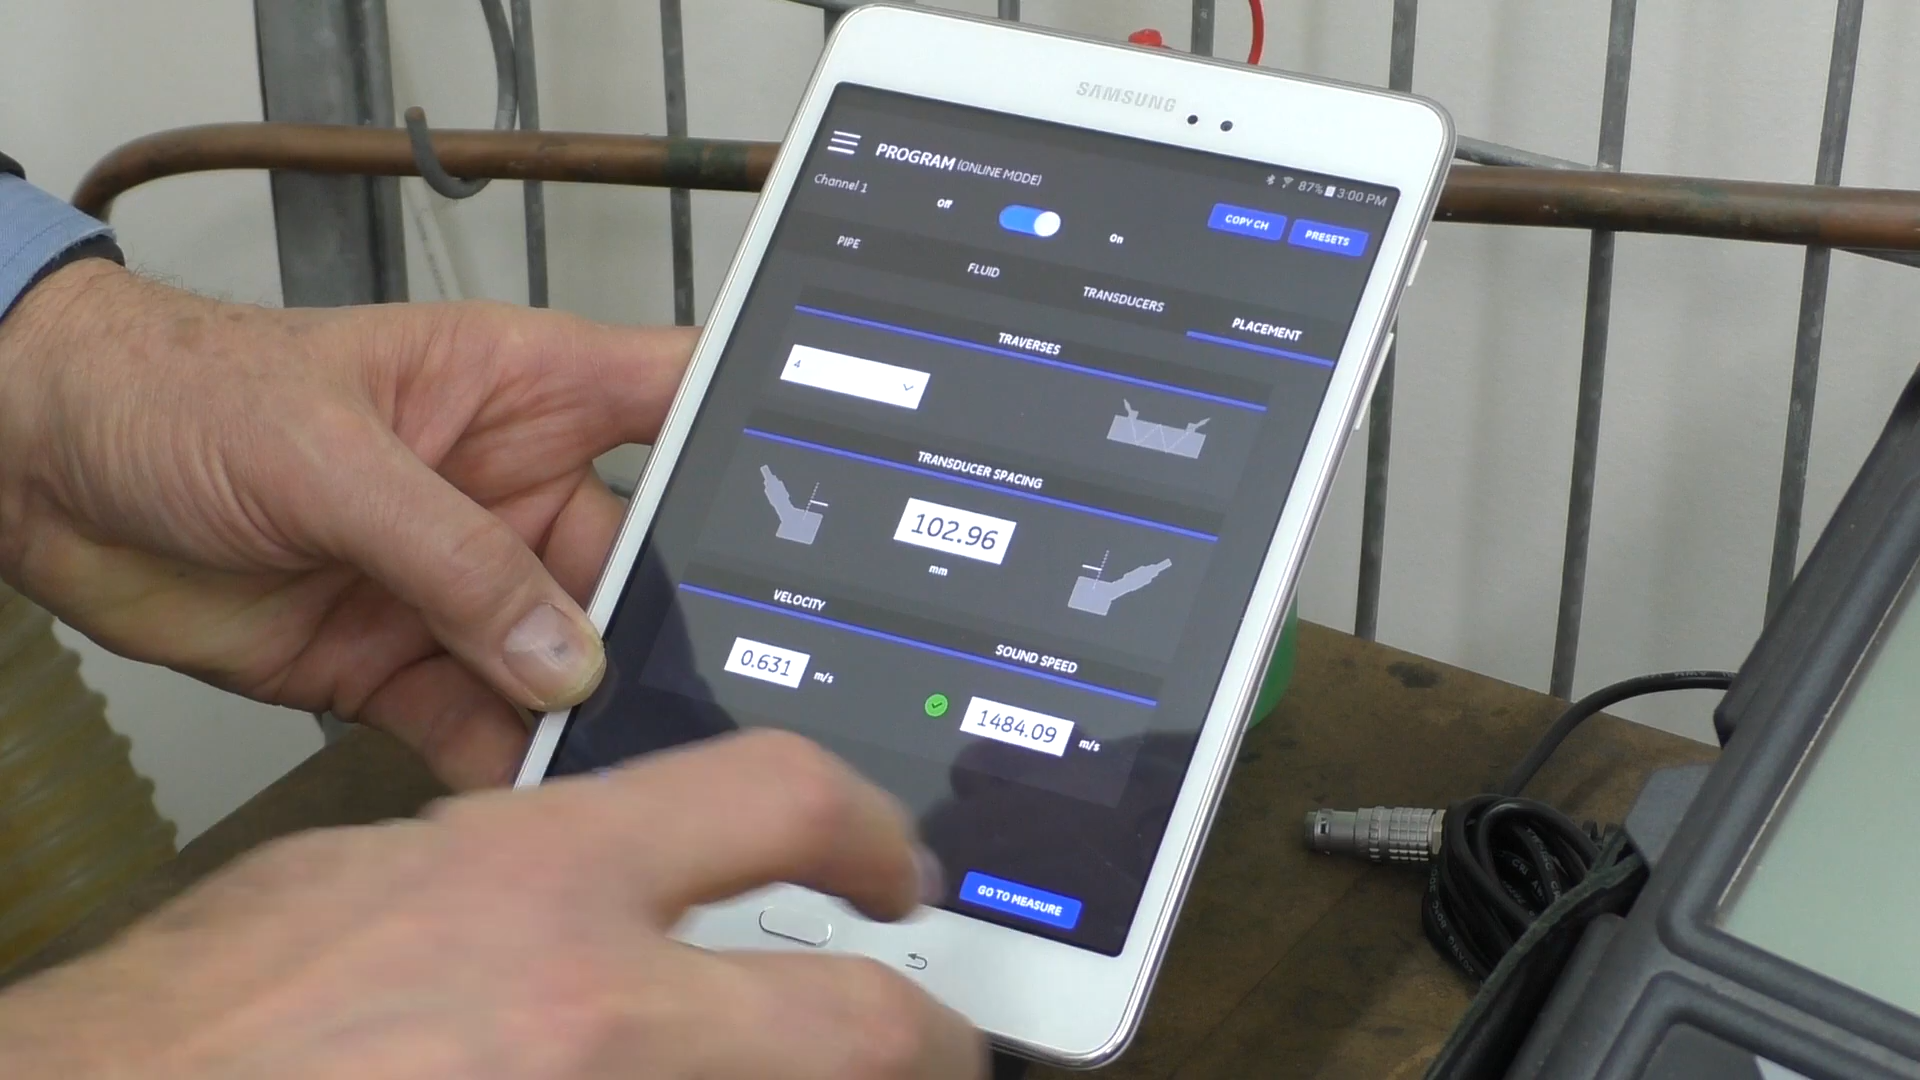 SAMSUNG
87% 3:00 PM
PROGRAM (ONLINE MODE)
Channel 1
Off
On
COPY CH
PRESETS
PIPE
FLUID
TRANSDUCERS
PLACEMENT
TRAVERSES
4
TRANSDUCER SPACING
102.96
mm
VELOCITY
0.631 m/s
SOUND SPEED
1484.09 m/s
GO TO MEASURE